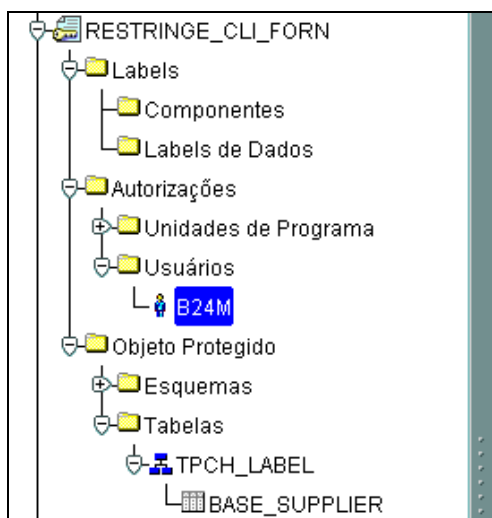 RESTRINGE_CLI_FORN
Labels
Componentes
Labels de Dados
Autorizações
Unidades de Programa
Usuários
B24M
Objeto Protegido
Esquemas
Tabelas
TPCH_LABEL
BASE_SUPPLIER